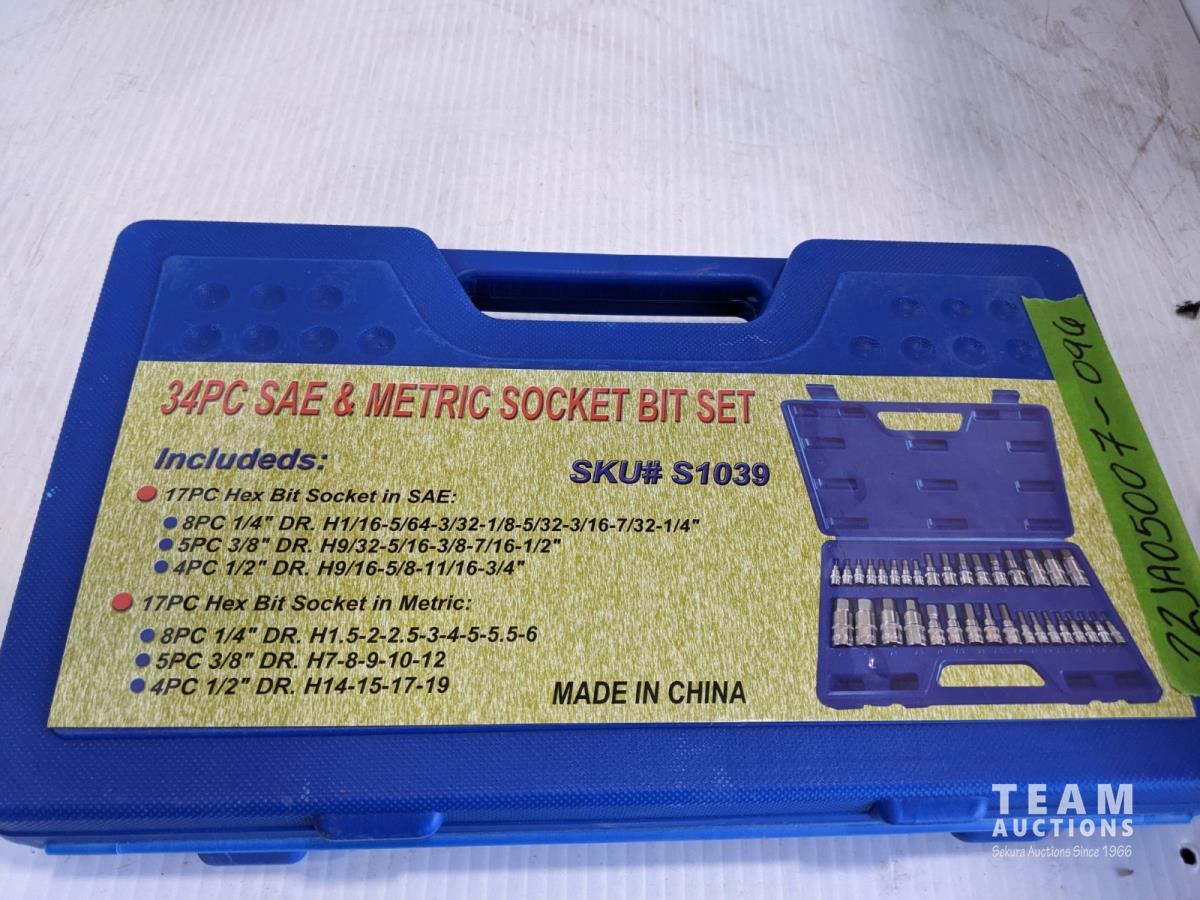 34PC SAE & METRIC SOCKET BIT SET
Includeds:
SKU# S1039
17PC Hex Bit Socket in SAE:
8PC 1/4" DR. H1/16-5/64-3/32-1/8-5/32-3/16-7/32-1/4"
5PC 3/8" DR. H9/32-5/16-3/8-7/16-1/2"
4PC 1/2" DR. H9/16-5/8-11/16-3/4"
17PC Hex Bit Socket in Metric:
8PC 1/4" DR. H1.5-2-2.5-3-4-5-5.5-6
5PC 3/8" DR. H7-8-9-10-12
4PC 1/2" DR. H14-15-17-19
MADE IN CHINA
22JA05007-096
TEAM
AUCTIONS
Sekura Auctions Since 1966